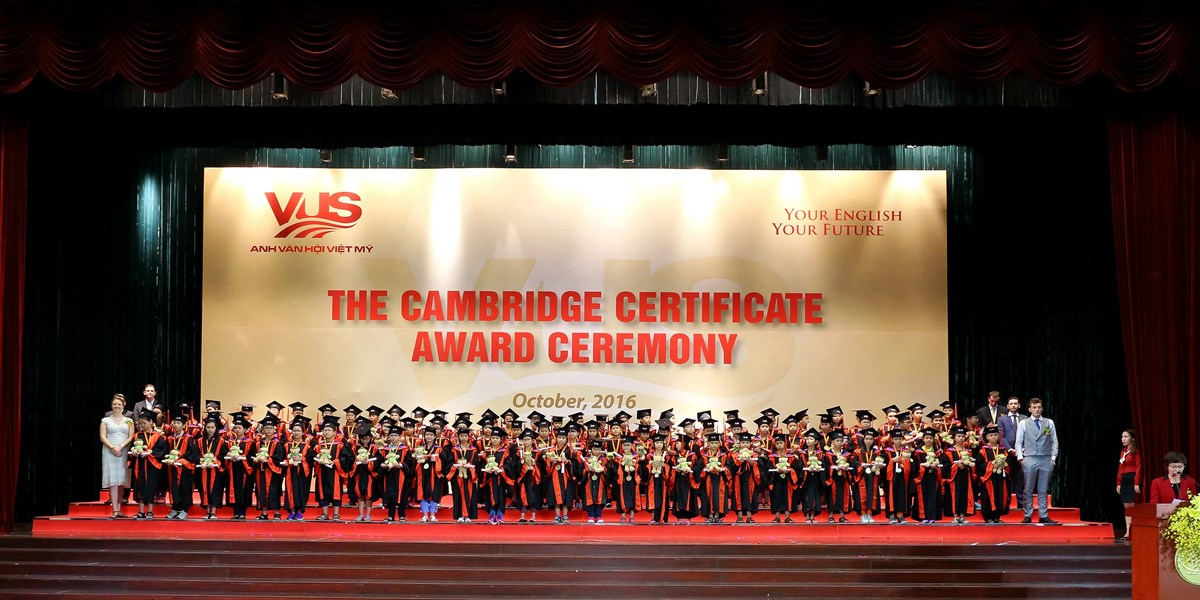 VUS
ANH VĂN HỘI VIỆT MỸ
YOUR ENGLISH
YOUR FUTURE
THE CAMBRIDGE CERTIFICATE
AWARD CEREMONY
October, 2016